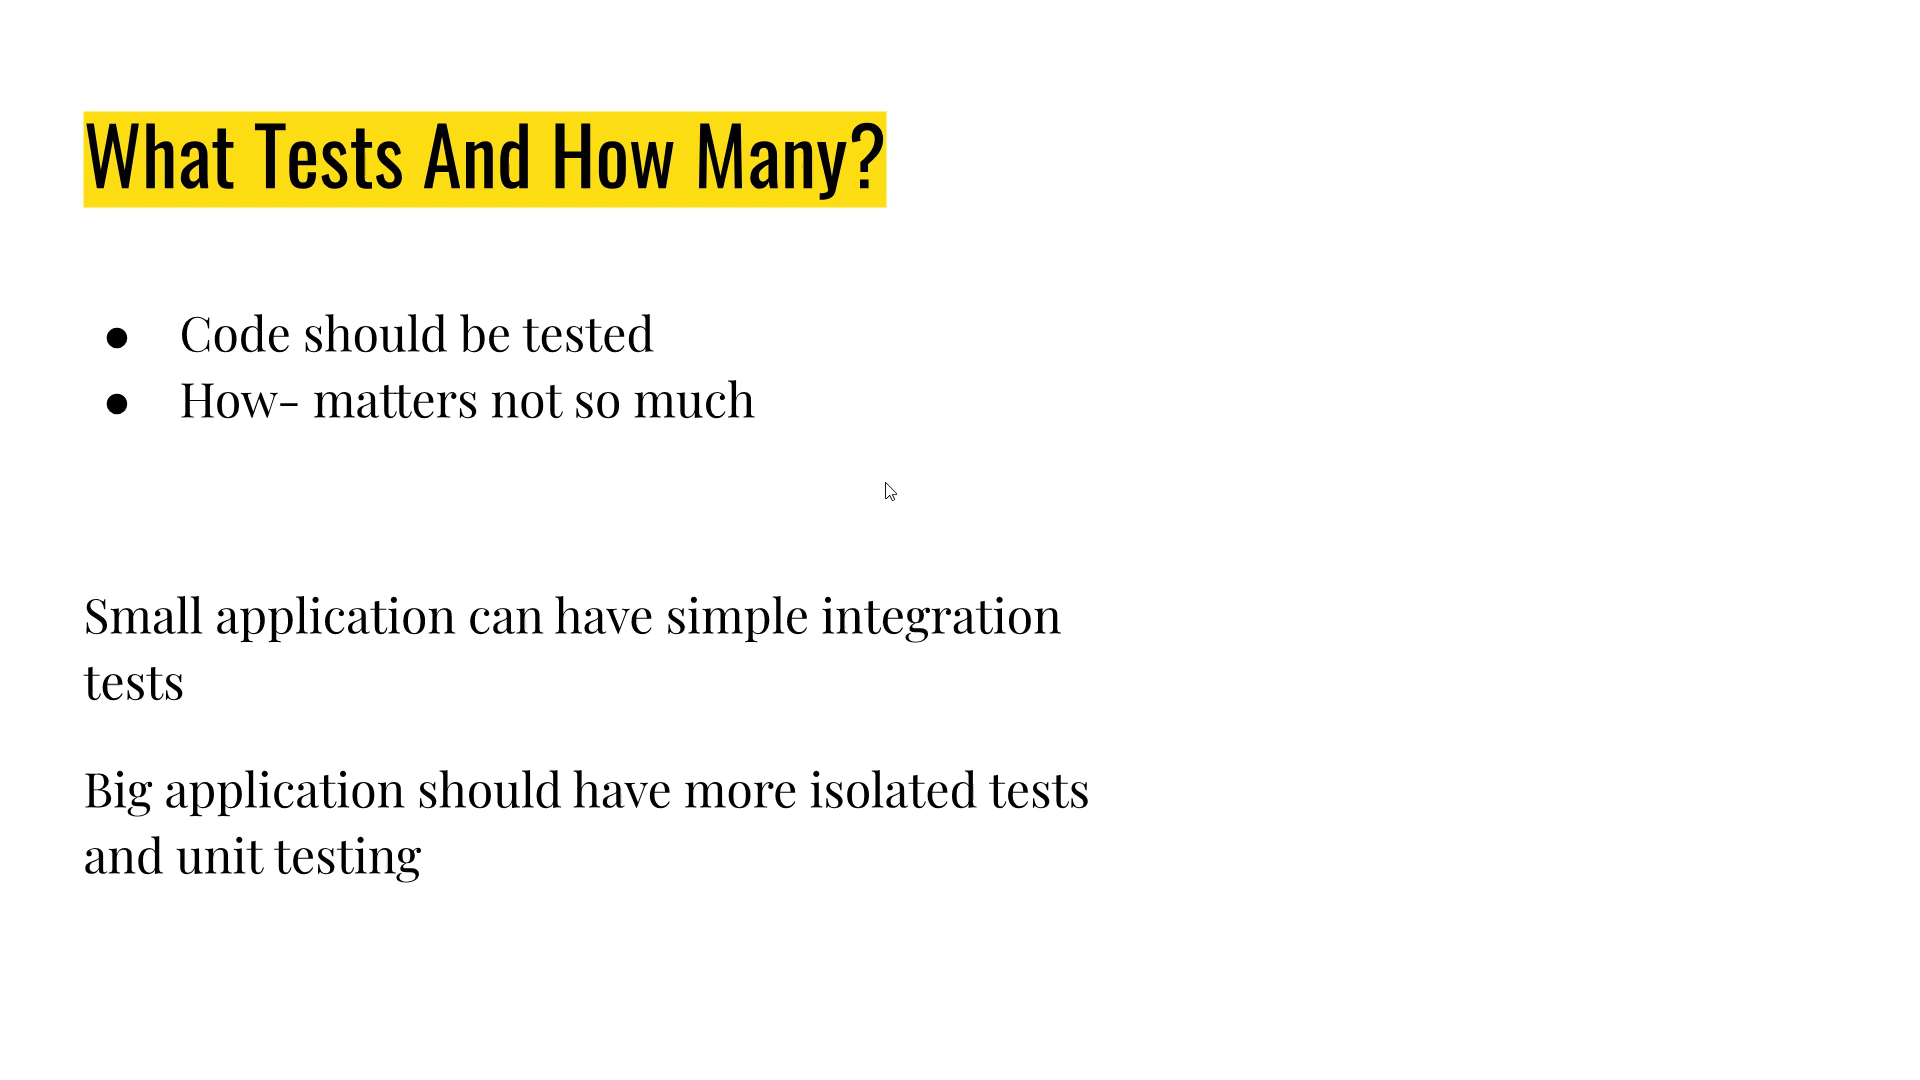 What Tests And How Many?
● Code should be tested
● How- matters not so much
Small application can have simple integration
tests
Big application should have more isolated tests
and unit testing